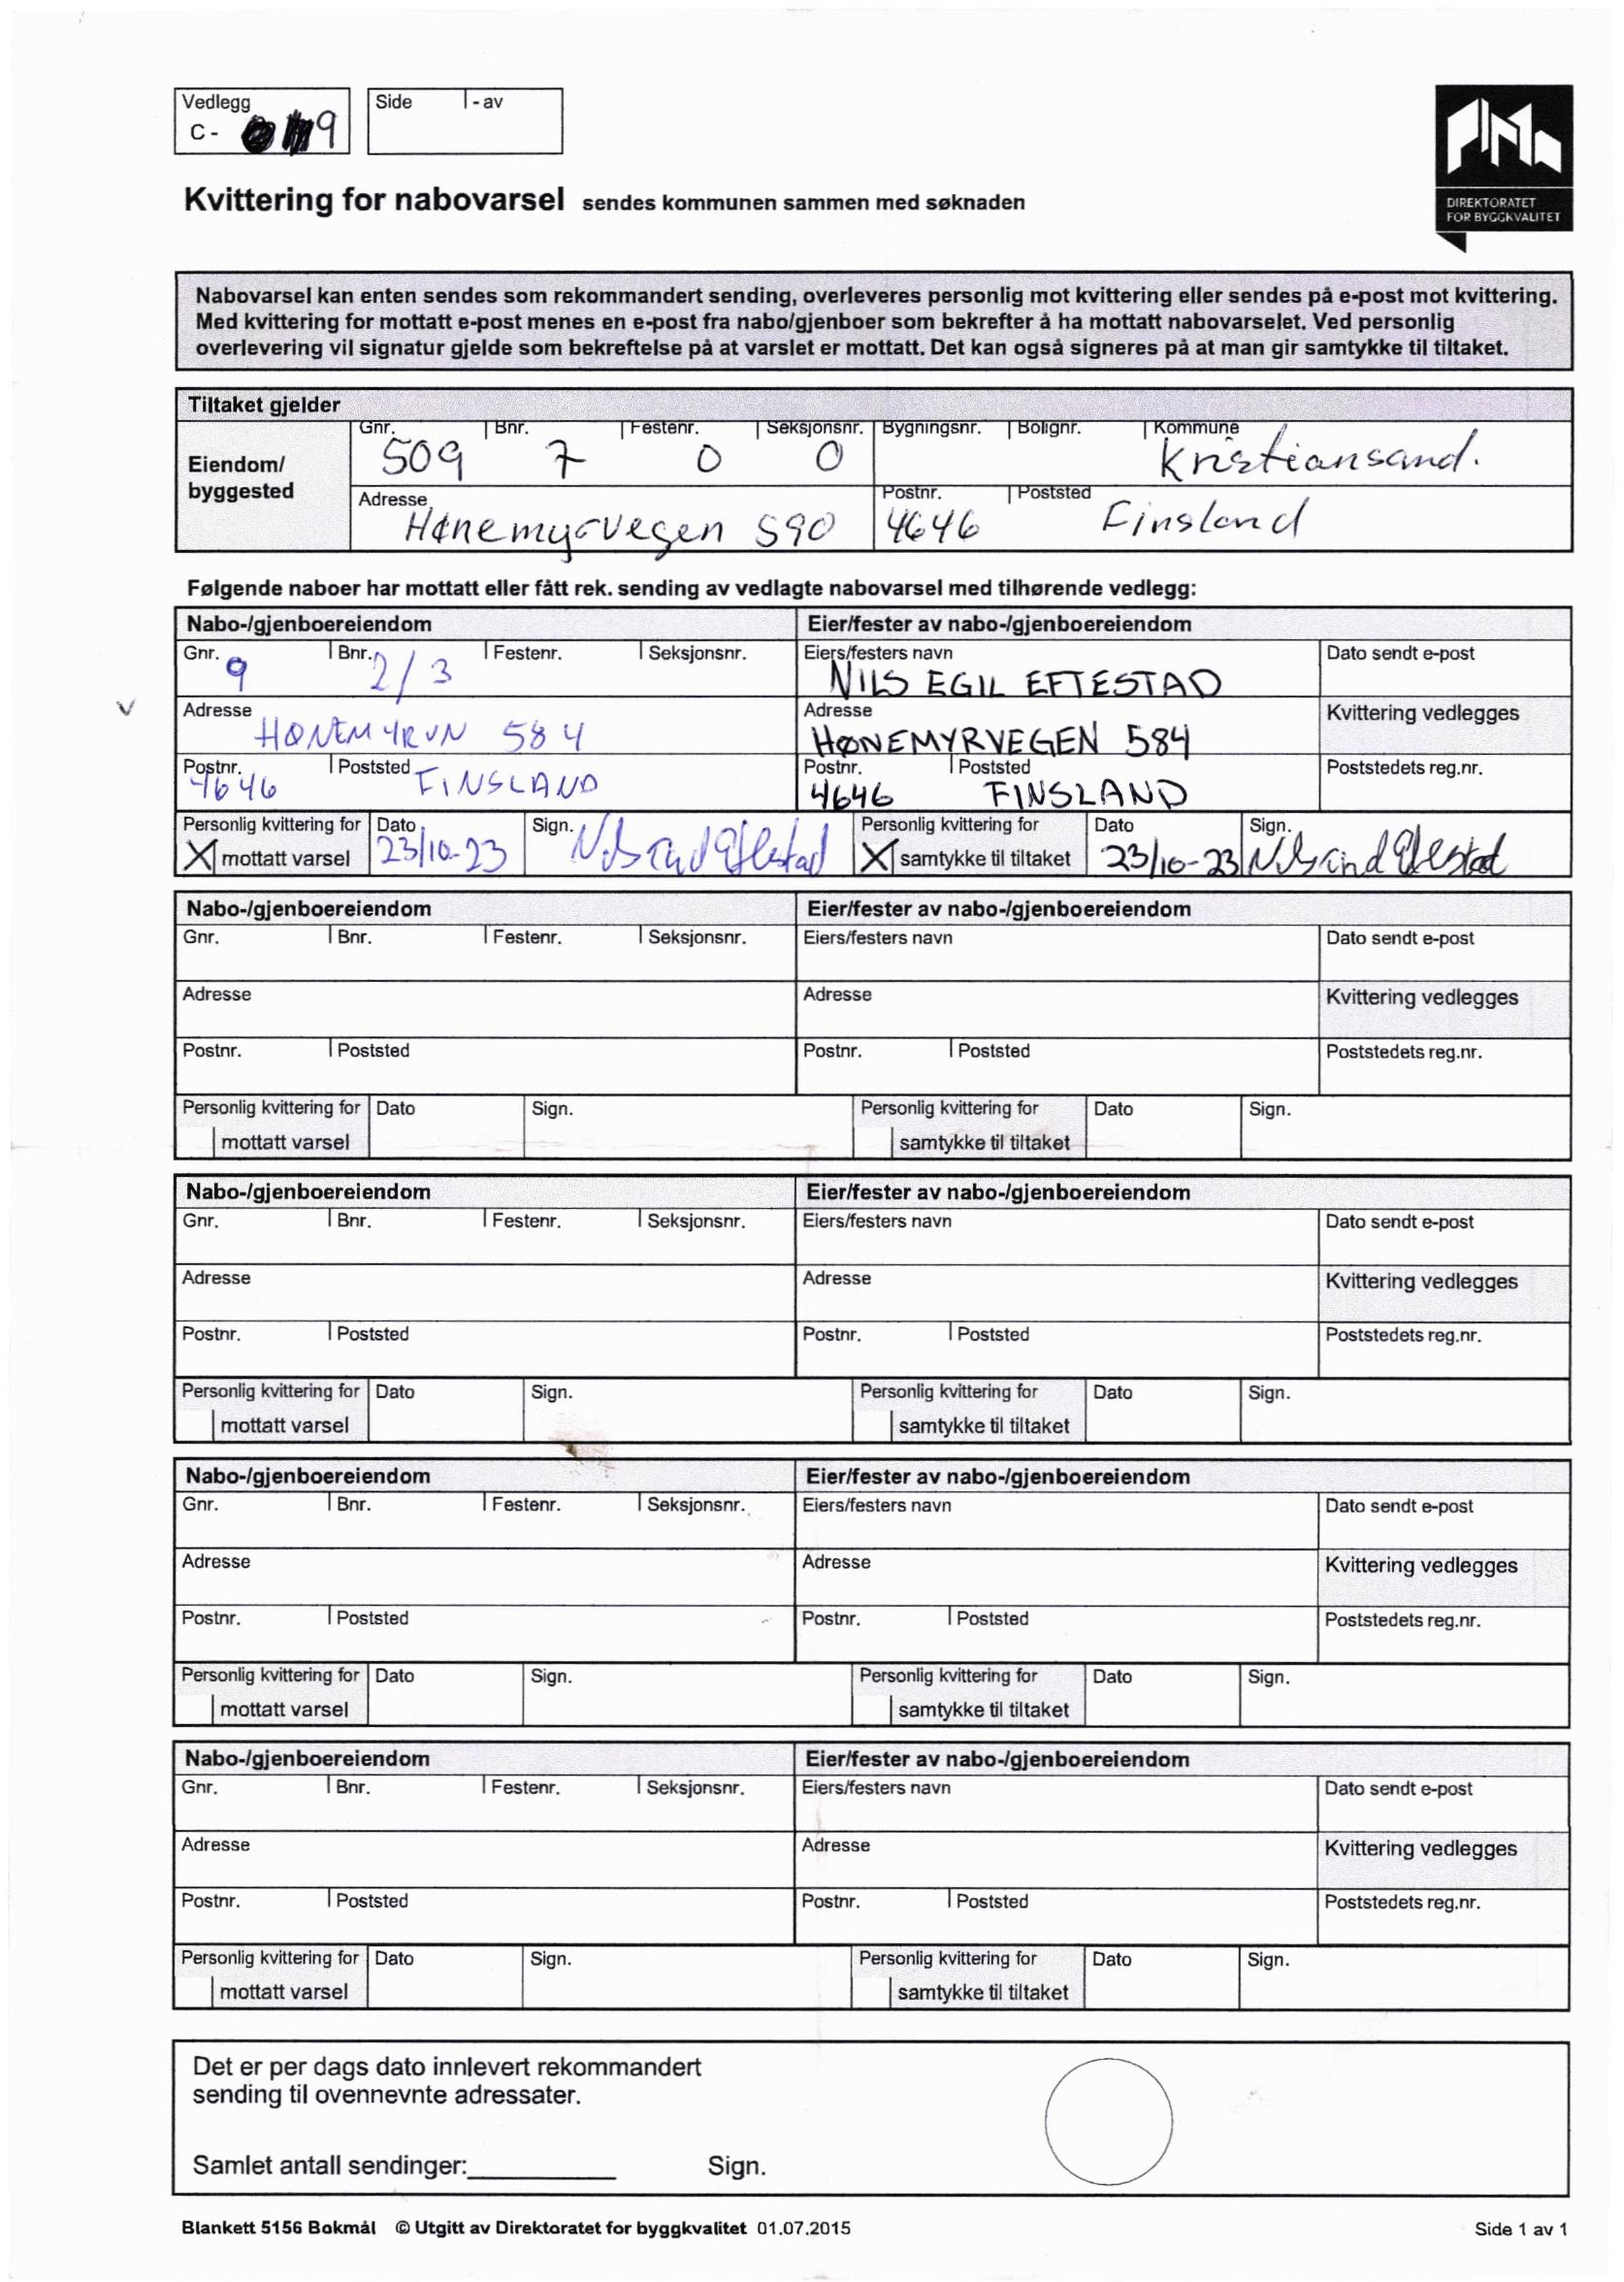 Vedlegg Side - av
C - 9
DIREKTORATET
FOR BYGGKVALITET
Kvittering for nabovarsel sendes kommunen sammen med søknaden
Nabovarsel kan enten sendes som rekommandert sending, overleveres personlig mot kvittering eller sendes på e-post mot kvittering.
Med kvittering for mottatt e-post menes en e-post fra nabo/gjenboer som bekrefter å ha mottatt nabovarselet. Ved personlig
overlevering vil signatur gjelde som bekreftelse på at varslet er mottatt. Det kan også signeres på at man gir samtykke til tiltaket.
Tiltaket gjelder
Eiendom/
byggested
Gnr. Bnr. Festenr. Seksjonsnr. Bygningsnr. Bolignr. Kommune
509 7 0 0 Kristiansand.
Adresse Postnr. Poststed
Hønemyrvegen 590 4646 Finsland
Følgende naboer har mottatt eller fått rek. sending av vedlagte nabovarsel med tilhørende vedlegg:
Nabo-/gjenboereiendom Eier/fester av nabo-/gjenboereiendom
Gnr. Bnr. Festenr. Seksjonsnr. Eiers/festers navn Dato sendt e-post
9 2/3 NILS EGIL EFTESTAD
Adresse Adresse Kvittering vedlegges
HØNEMYRVN 584 HØNEMYRVEGEN 584
Postnr. Poststed Postnr. Poststed Poststedets reg.nr.
4646 FINSLAND 4646 FINSLAND
Personlig kvittering for Dato Sign. Personlig kvittering for Dato Sign.
X mottatt varsel 23/10-23 X samtykke til tiltaket 23/10-23
Nabo-/gjenboereiendom Eier/fester av nabo-/gjenboereiendom
Gnr. Bnr. Festenr. Seksjonsnr. Eiers/festers navn Dato sendt e-post
Adresse Adresse Kvittering vedlegges
Postnr. Poststed Postnr. Poststed Poststedets reg.nr.
Personlig kvittering for Dato Sign. Personlig kvittering for Dato Sign.
mottatt varsel samtykke til tiltaket
Nabo-/gjenboereiendom Eier/fester av nabo-/gjenboereiendom
Gnr. Bnr. Festenr. Seksjonsnr. Eiers/festers navn Dato sendt e-post
Adresse Adresse Kvittering vedlegges
Postnr. Poststed Postnr. Poststed Poststedets reg.nr.
Personlig kvittering for Dato Sign. Personlig kvittering for Dato Sign.
mottatt varsel samtykke til tiltaket
Nabo-/gjenboereiendom Eier/fester av nabo-/gjenboereiendom
Gnr. Bnr. Festenr. Seksjonsnr. Eiers/festers navn Dato sendt e-post
Adresse Adresse Kvittering vedlegges
Postnr. Poststed Postnr. Poststed Poststedets reg.nr.
Personlig kvittering for Dato Sign. Personlig kvittering for Dato Sign.
mottatt varsel samtykke til tiltaket
Nabo-/gjenboereiendom Eier/fester av nabo-/gjenboereiendom
Gnr. Bnr. Festenr. Seksjonsnr. Eiers/festers navn Dato sendt e-post
Adresse Adresse Kvittering vedlegges
Postnr. Poststed Postnr. Poststed Poststedets reg.nr.
Personlig kvittering for Dato Sign. Personlig kvittering for Dato Sign.
mottatt varsel samtykke til tiltaket
Det er per dags dato innlevert rekommandert
sending til ovennevnte adressater.
Samlet antall sendinger: Sign.
Blankett 5156 Bokmål © Utgitt av Direktoratet for byggkvalitet 01.07.2015 Side 1 av 1